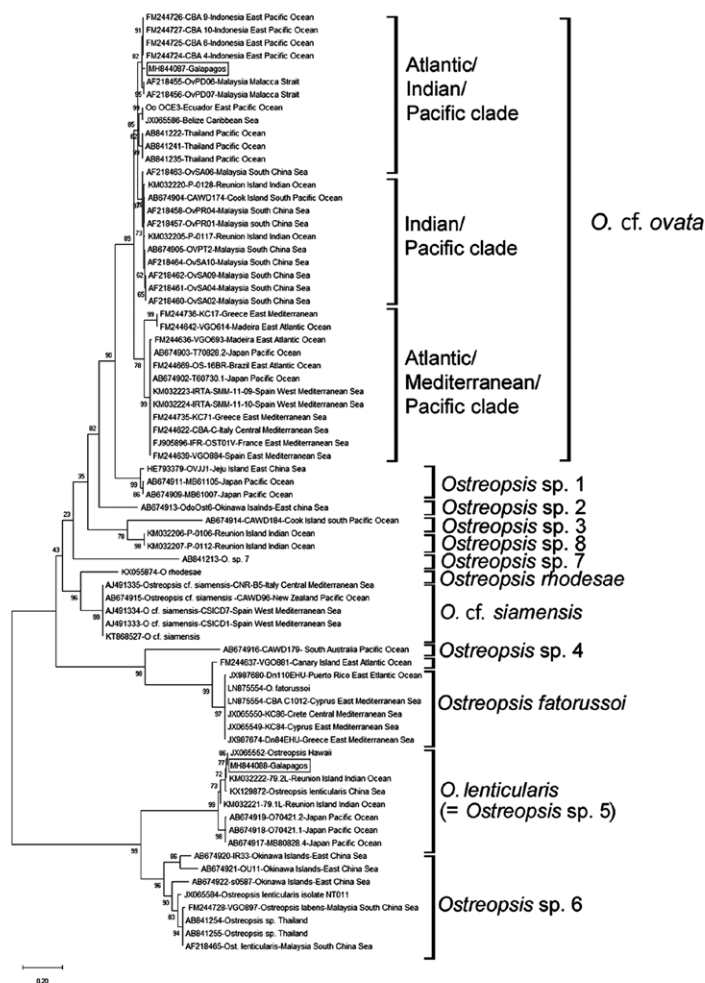 FM244726-CBA 9-Indonesia East Pacific Ocean
FM244727-CBA 10-Indonesia East Pacific Ocean
FM244725-CBA 6-Indonesia East Pacific Ocean
FM244724-CBA 4-Indonesia East Pacific Ocean
MH844087-Galapagos
AF218455-OvPD06-Malaysia Malacca Strait
AF218456-OvPD07-Malaysia Malacca Strait
Oo OCE3-Ecuador East Pacific Ocean
JX065586-Belize Caribbean Sea
AB841222-Thailand Pacific Ocean
AB841241-Thailand Pacific Ocean
AB841235-Thailand Pacific Ocean
Atlantic/
Indian/
Pacific clade
AF218463-OvSA06-Malaysia South China Sea
KM032220-P-0128-Reunion Island Indian Ocean
AB674904-CAWD174-Cook Island South Pacific Ocean
AF218458-OvPR04-Malaysia South China Sea
AF218457-OvPR01-Malaysia south China Sea
KM032205-P-0117-Reunion Island Indian Ocean
AB674905-OVPT2-Malaysia South China Sea
AF218464-OvSA10-Malaysia South China Sea
AF218462-OvSA09-Malaysia South China Sea
AF218461-OvSA04-Malaysia South China Sea
AF218460-OvSA02-Malaysia South China Sea
Indian/
Pacific clade
FM244736-KC17-Greece East Mediterranean
FM244642-VGO614-Madeira East Atlantic Ocean
FM244636-VGO693-Madeira East Atlantic Ocean
AB674903-T70828.2-Japan Pacific Ocean
FM244669-OS-16BR-Brazil East Atlantic Ocean
AB674902-T60730.1-Japan Pacific Ocean
KM032223-IRTA-SMM-11-09-Spain West Mediterranean Sea
KM032224-IRTA-SMM-11-10-Spain West Mediterranean Sea
FM244735-KC71-Greece East Mediterranean Sea
FM244622-CBA-C-Italy Central Mediterranean Sea
FJ905896-IFR-OST01V-France East Mediterranean Sea
FM244639-VGO884-Spain East Mediterranean Sea
Atlantic/
Mediterranean/
Pacific clade
O. cf. ovata
HE793379-OVJJ1-Jeju Island East China Sea
AB674911-MB61105-Japan Pacific Ocean
AB674909-MB61007-Japan Pacific Ocean
Ostreopsis sp. 1
AB674913-OdoOst6-Okinawa Isalnds-East china Sea
Ostreopsis sp. 2
AB674914-CAWD184-Cook Island south Pacific Ocean
Ostreopsis sp. 3
KM032206-P-0106-Reunion Island Indian Ocean
KM032207-P-0112-Reunion Island Indian Ocean
Ostreopsis sp. 8
AB841213-O. sp. 7
Ostreopsis sp. 7
KX055874-O rhodesae
Ostreopsis rhodesae
AJ491335-Ostreopsis cf. siamensis-CNR-B5-Italy Central Mediterranean Sea
AB674915-Ostreopsis cf. siamensis -CAWD96-New Zealand Pacific Ocean
AJ491334-O cf. siamensis-CSICD7-Spain West Mediterranean Sea
AJ491333-O cf. siamensis-CSICD1-Spain West Mediterranean Sea
KT868527-O cf. siamensis
O. cf. siamensis
AB674916-CAWD179- South Australia Pacific Ocean
Ostreopsis sp. 4
FM244637-VGO881-Canary Island East Atlantic Ocean
JX987680-Dn110EHU-Puerto Rico East Etlantic Ocean
LN875554-O. fatorussoi
LN875554-CBA C1012-Cyprus East Mediterranean Sea
JX065550-KC86-Crete Central Mediterranean Sea
JX065549-KC84-Cyprus East Mediterranean Sea
JX987674-Dn84EHU-Greece East Mediterranean Sea
Ostreopsis fatorussoi
JX065552-Ostreopsis Hawaii
MH844088-Galapagos
KM032222-79.2L-Reunion Island Indian Ocean
KX129872-Ostreopsis lenticularis China Sea
KM032221-79.1L-Reunion Island Indian Ocean
AB674919-O70421.2-Japan Pacific Ocean
AB674918-O70421.1-Japan Pacific Ocean
AB674917-MB80828.4-Japan Pacific Ocean
O. lenticularis
(= Ostreopsis sp. 5)
AB674920-IR33-Okinawa Islands-East China Sea
AB674921-OU11-Okinawa Islands-East China Sea
AB674922-s0587-Okinawa Islands-East China Sea
JX065584-Ostreopsis lenticularis isolate NT011
FM244728-VGO897-Ostreopsis labens-Malaysia South China Sea
AB841254-Ostreopsis sp. Thailand
AB841255-Ostreopsis sp. Thailand
AF218465-Ost. lenticularis-Malaysia South China Sea
Ostreopsis sp. 6
0.20